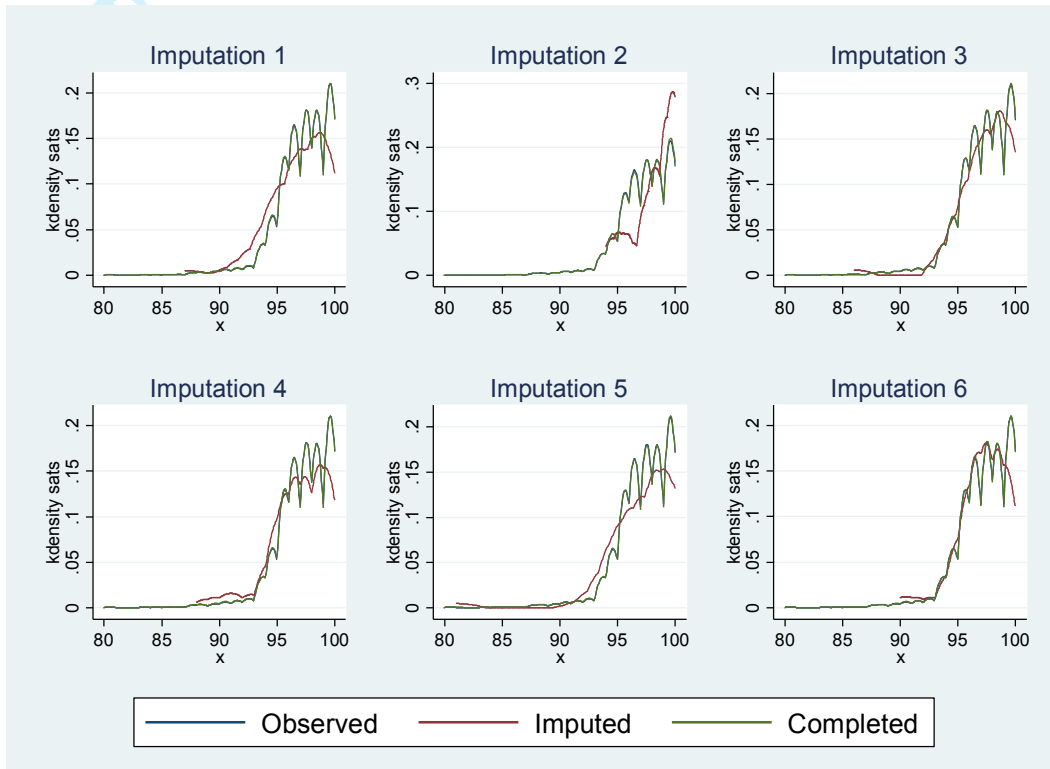 Imputation 1
kdensity sats
0 .05 .1 .15 .2
80 85 90 95 100
x
Imputation 2
kdensity sats
0 .1 .2 .3
80 85 90 95 100
x
Imputation 3
kdensity sats
0 .05 .1 .15 .2
80 85 90 95 100
x
Imputation 4
kdensity sats
0 .05 .1 .15 .2
80 85 90 95 100
x
Imputation 5
kdensity sats
0 .05 .1 .15 .2
80 85 90 95 100
x
Imputation 6
kdensity sats
0 .05 .1 .15 .2
80 85 90 95 100
x
Observed Imputed Completed